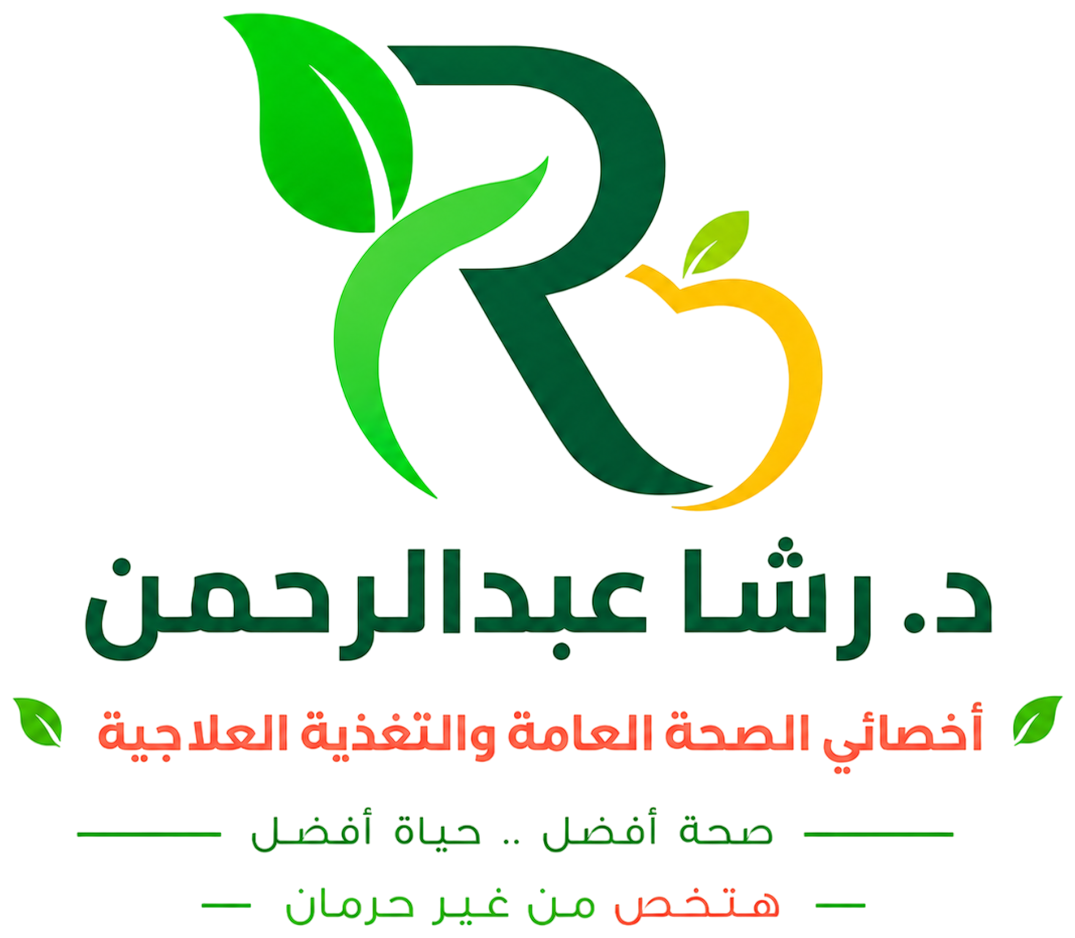 R
د. رشا عبدالرحمن
أخصائي الصحة العامة والتغذية العلاجية
صحة أفضل .. حياة أفضل
هتخص من غير حرمان